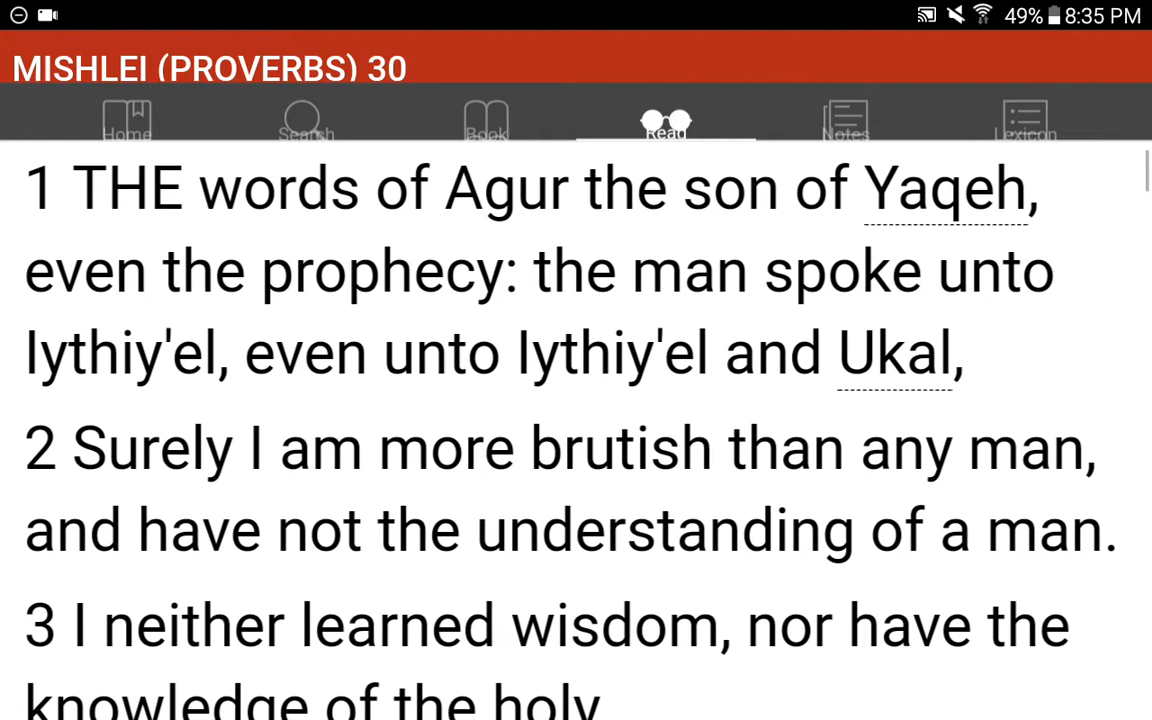 49% 8:35 PM
MISHLEI (PROVERBS) 30
Home Search Book Read Notes Lexicon
1 THE words of Agur the son of Yaqeh,
even the prophecy: the man spoke unto
Iythiy'el, even unto Iythiy'el and Ukal,
2 Surely I am more brutish than any man,
and have not the understanding of a man.
3 I neither learned wisdom, nor have the
knowledge of the holy